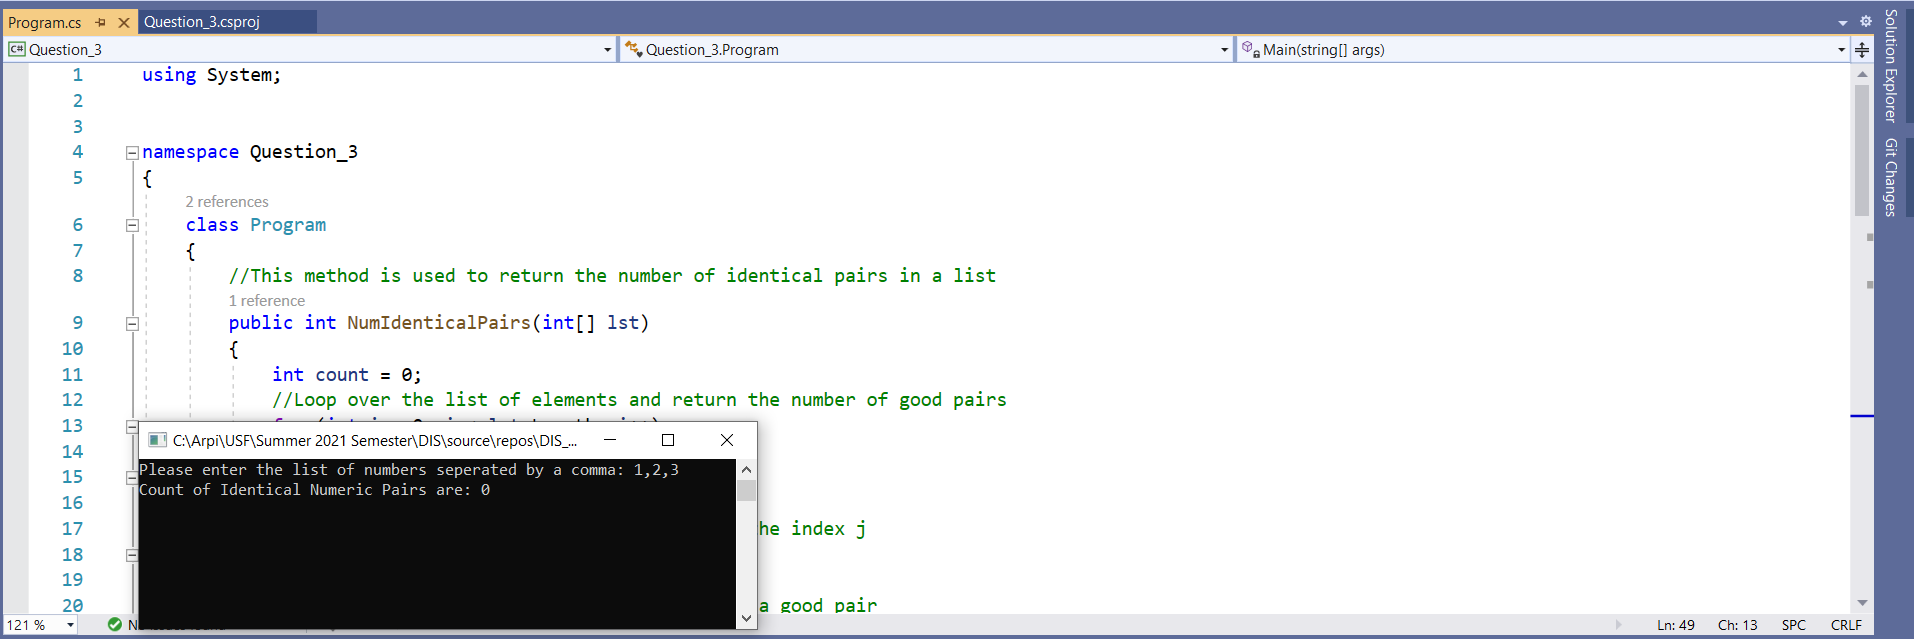 Program.cs
Question_3.csproj
C# Question_3
Question_3.Program
Main(string[] args)
Solution Explorer
Git Changes
1 using System;
2
3
4 namespace Question_3
5 {
2 references
6 class Program
7 {
8 //This method is used to return the number of identical pairs in a list
1 reference
9 public int NumIdenticalPairs(int[] lst)
10 {
11 int count = 0;
12 //Loop over the list of elements and return the number of good pairs
13
14
15
16
17 he index j
18
19
20 a good pair
C:\Arpi\USF\Summer 2021 Semester\DIS\source\repos\DIS_...
Please enter the list of numbers seperated by a comma: 1,2,3
Count of Identical Numeric Pairs are: 0
121 %
Ln: 49 Ch: 13 SPC CRLF